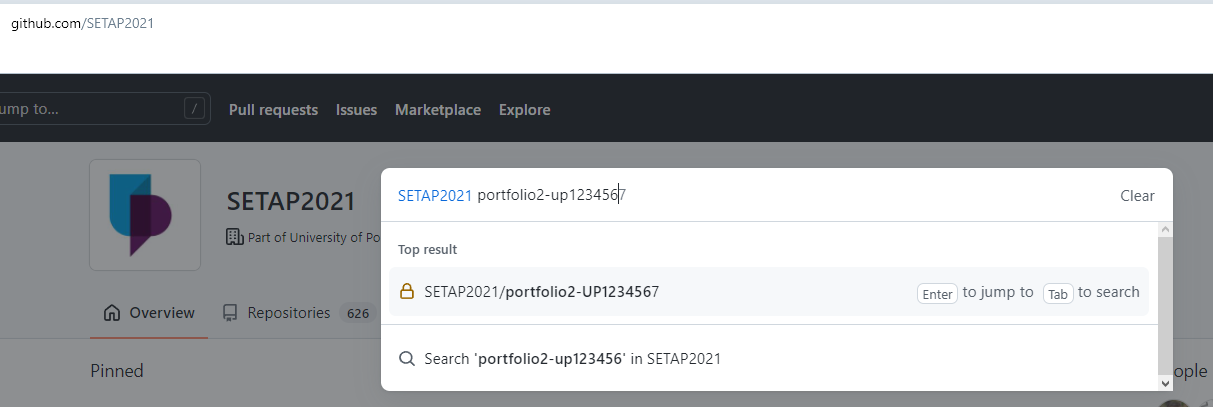 github.com/SETAP2021
ump to... / Pull requests Issues Marketplace Explore
SETAP2021
Part of University of Po
SETAP2021 portfolio2-up1234567 Clear
Top result
SETAP2021/portfolio2-UP1234567 Enter to jump to Tab to search
Search 'portfolio2-up123456' in SETAP2021
Overview Repositories 626
Pinned
ople